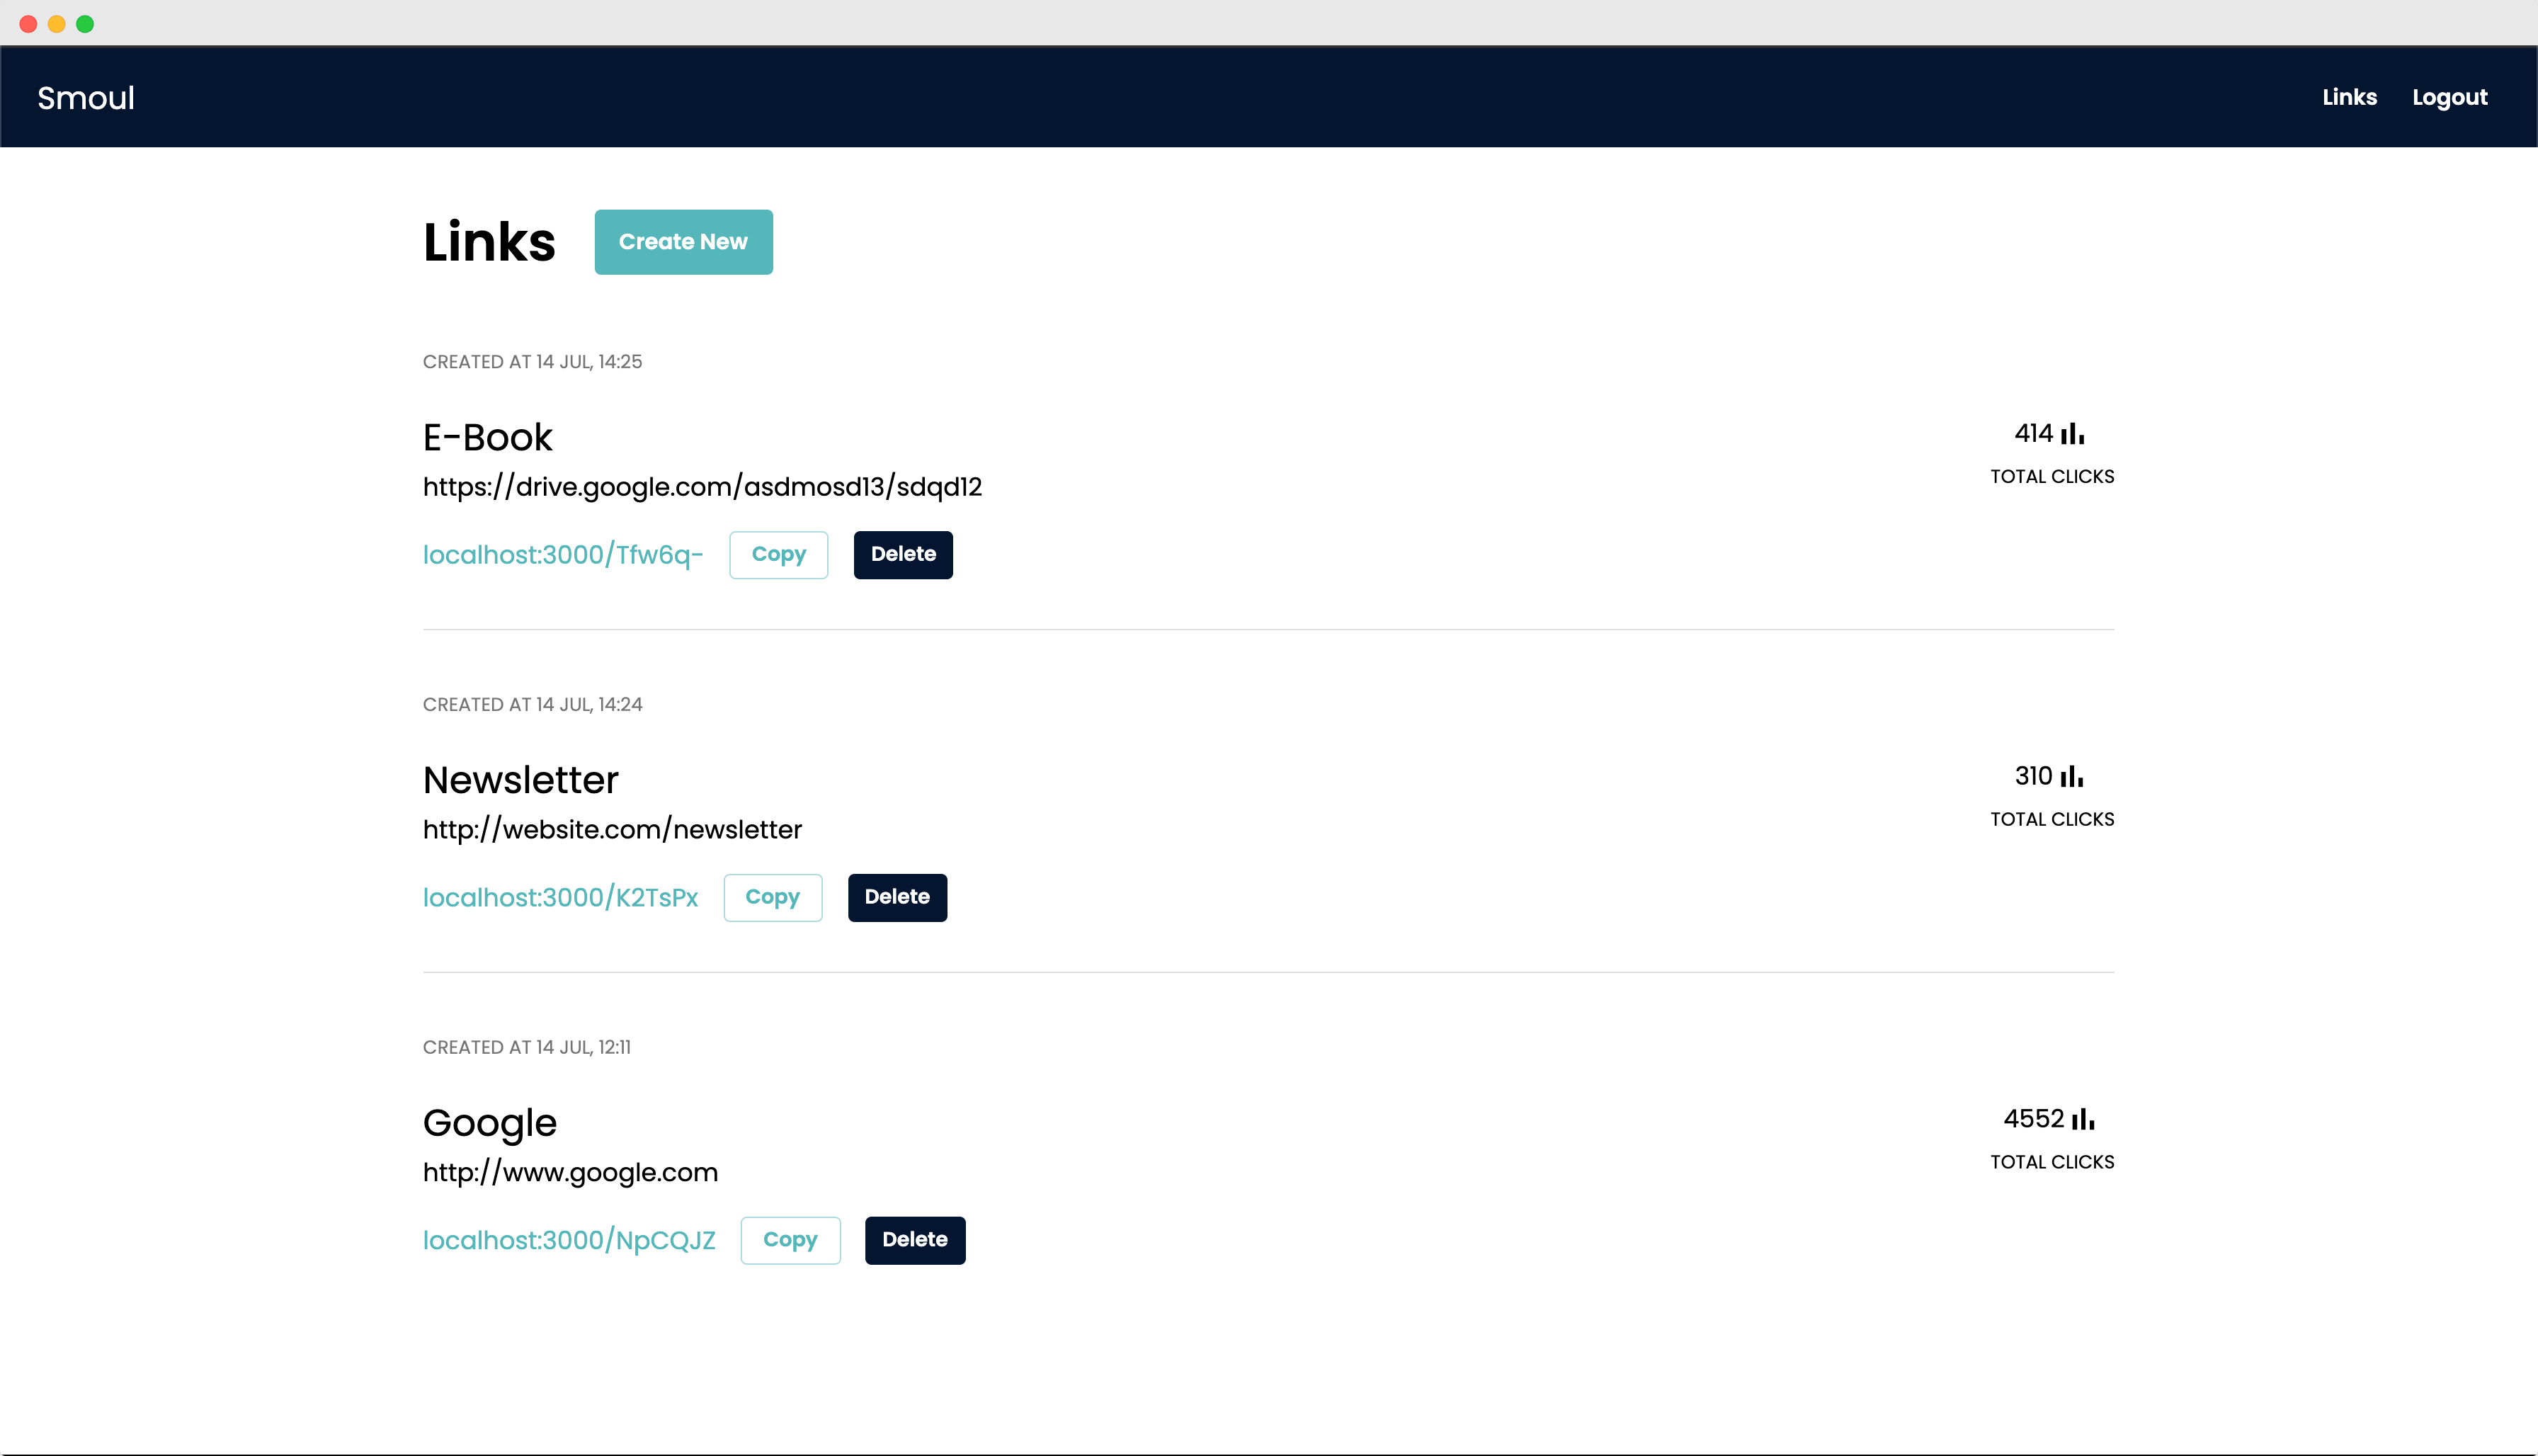 Smoul
Links Logout
Links Create New
CREATED AT 14 JUL, 14:25
E-Book
414
https://drive.google.com/asdmosd13/sdqd12
TOTAL CLICKS
localhost:3000/Tfw6q- Copy Delete
CREATED AT 14 JUL, 14:24
Newsletter
310
http://website.com/newsletter
TOTAL CLICKS
localhost:3000/K2TsPx Copy Delete
CREATED AT 14 JUL, 12:11
Google
4552
http://www.google.com
TOTAL CLICKS
localhost:3000/NpCQJZ Copy Delete